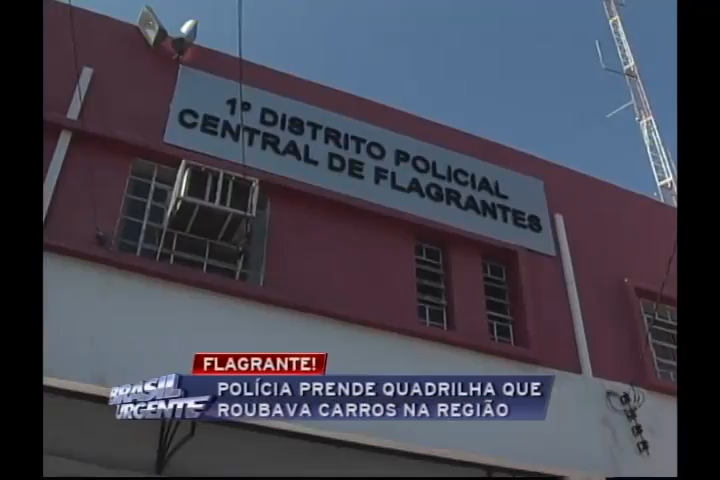 1º DISTRITO POLICIAL
CENTRAL DE FLAGRANTES
FLAGRANTE!
BRASIL
URGENTE
POLÍCIA PRENDE QUADRILHA QUE
ROUBAVA CARROS NA REGIÃO